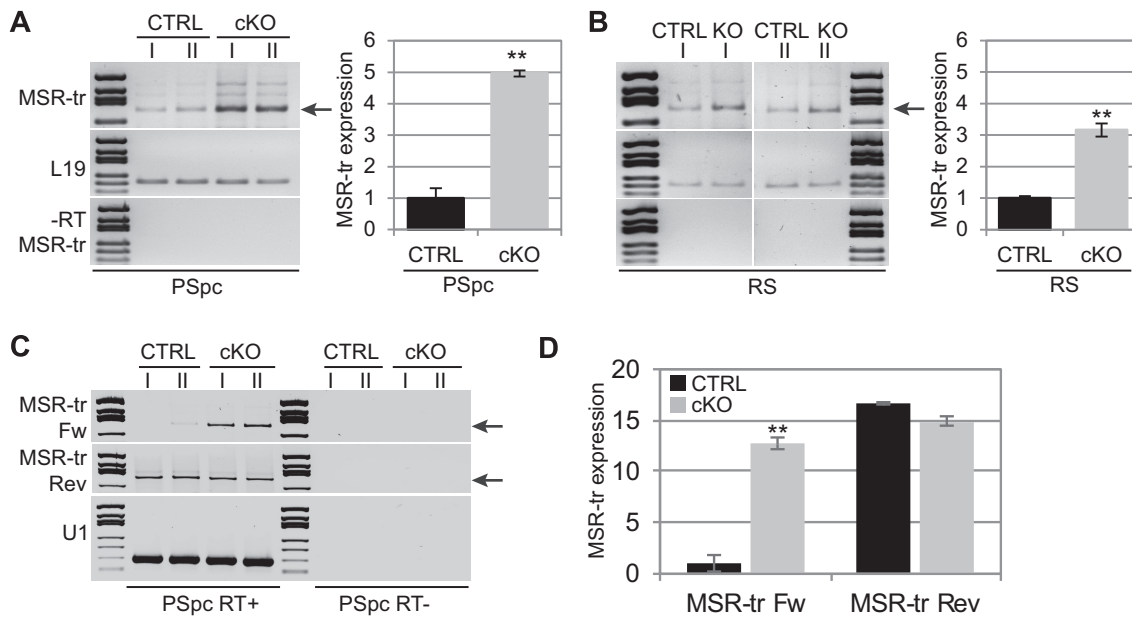 A
CTRL cKO
I II I II
MSR-tr
L19
-RT
MSR-tr
PSpc
MSR-tr expression
6
5
4
3
2
1
0
**
CTRL cKO
PSpc
B
CTRL KO CTRL KO
I I II II
RS
MSR-tr expression
6
5
4
3
2
1
0
**
CTRL cKO
RS
C
CTRL cKO CTRL cKO
I II I II I II I II
MSR-tr
Fw
MSR-tr
Rev
U1
PSpc RT+ PSpc RT-
D
MSR-tr expression
20
15
10
5
0
CTRL
cKO
**
MSR-tr Fw MSR-tr Rev